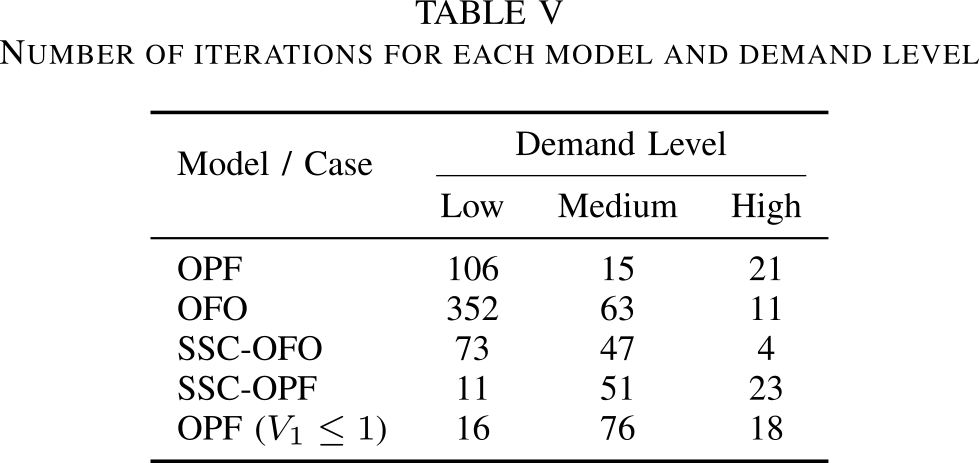 TABLE V
NUMBER OF ITERATIONS FOR EACH MODEL AND DEMAND LEVEL
Model / Case
Demand Level
Low Medium High
OPF 106 15 21
OFO 352 63 11
SSC-OFO 73 47 4
SSC-OPF 11 51 23
OPF (V₁ ≤ 1) 16 76 18